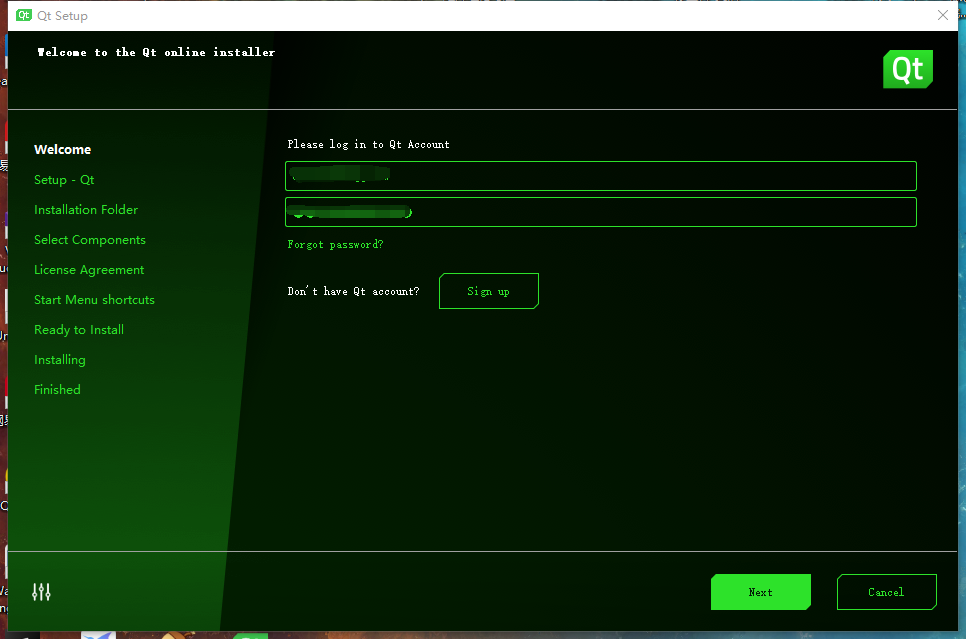 Qt Qt Setup
Welcome to the Qt online installer
Qt
Welcome
Setup - Qt
Installation Folder
Select Components
License Agreement
Start Menu shortcuts
Ready to Install
Installing
Finished
Please log in to Qt Account
Forgot password?
Don't have Qt account?
Sign up
Next
Cancel